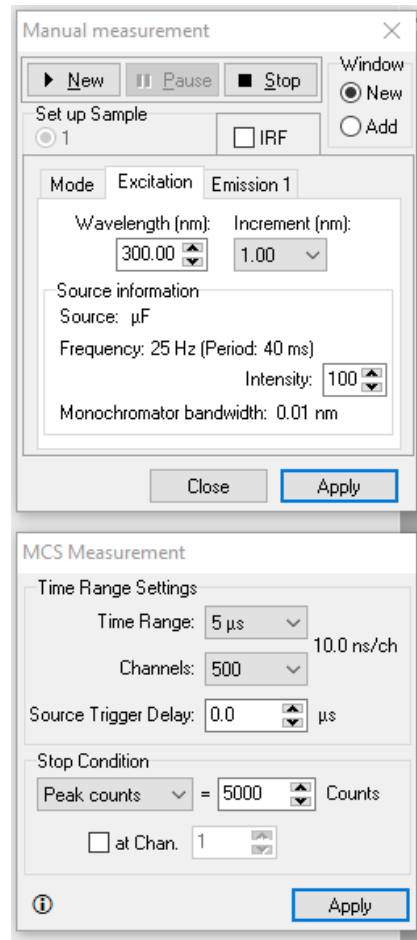 Manual measurement
New Pause Stop
Window
New
Add
Set up Sample
1
IRF
Mode Excitation Emission 1
Wavelength (nm): Increment (nm):
300.00 1.00
Source information
Source: µF
Frequency: 25 Hz (Period: 40 ms)
Intensity: 100
Monochromator bandwidth: 0.01 nm
Close Apply
MCS Measurement
Time Range Settings
Time Range: 5 µs
10.0 ns/ch
Channels: 500
Source Trigger Delay: 0.0 µs
Stop Condition
Peak counts = 5000 Counts
at Chan. 1
Apply